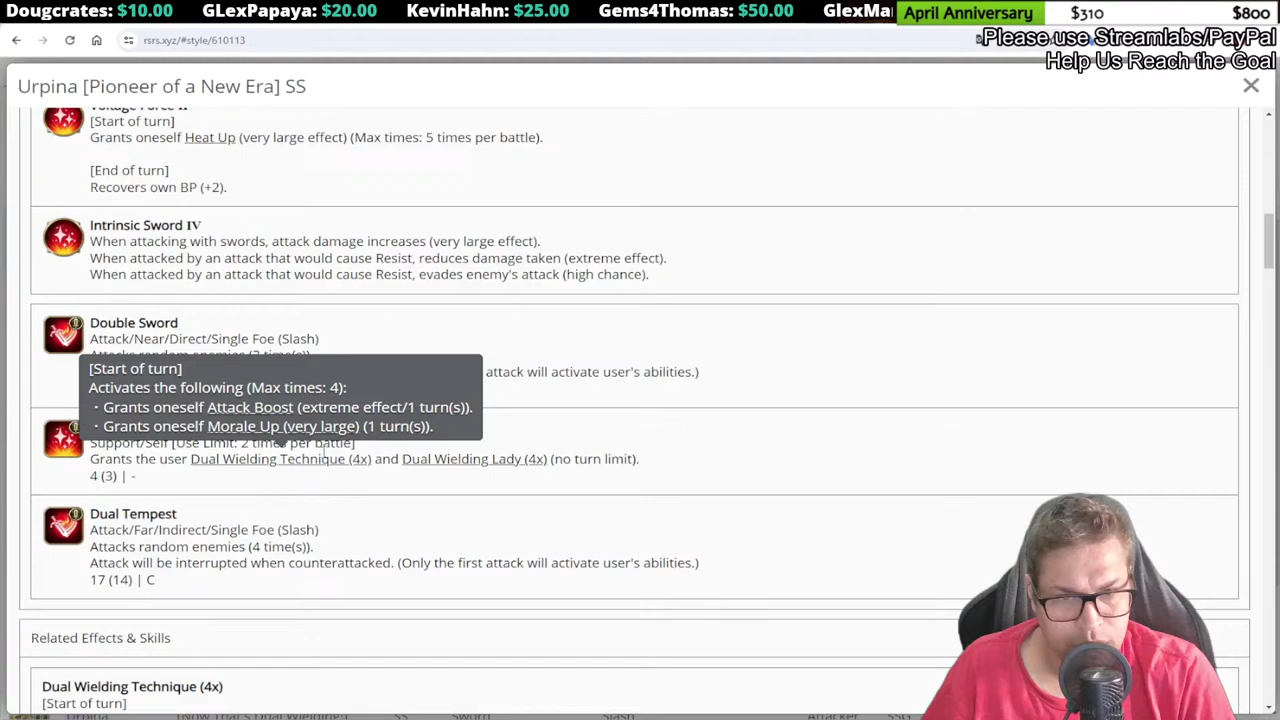 Dougcrates: $10.00 GLexPapaya: $20.00 KevinHahn: $25.00 Gems4Thomas: $50.00 GlexMa
April Anniversary $310 $800
rsrs.xyz/#style/610113
Please use Streamlabs/PayPal
Help Us Reach the Goal
Urpina [Pioneer of a New Era] SS
Voltage Force II
[Start of turn]
Grants oneself Heat Up (very large effect) (Max times: 5 times per battle).
[End of turn]
Recovers own BP (+2).
Intrinsic Sword IV
When attacking with swords, attack damage increases (very large effect).
When attacked by an attack that would cause Resist, reduces damage taken (extreme effect).
When attacked by an attack that would cause Resist, evades enemy's attack (high chance).
Double Sword
Attack/Near/Direct/Single Foe (Slash)
attack will activate user's abilities.)
[Start of turn]
Activates the following (Max times: 4):
· Grants oneself Attack Boost (extreme effect/1 turn(s)).
· Grants oneself Morale Up (very large) (1 turn(s)).
Support/Self [Use Limit: 2 times per battle]
Grants the user Dual Wielding Technique (4x) and Dual Wielding Lady (4x) (no turn limit).
4 (3) | -
Dual Tempest
Attack/Far/Indirect/Single Foe (Slash)
Attacks random enemies (4 time(s)).
Attack will be interrupted when counterattacked. (Only the first attack will activate user's abilities.)
17 (14) | C
Related Effects & Skills
Dual Wielding Technique (4x)
[Start of turn]